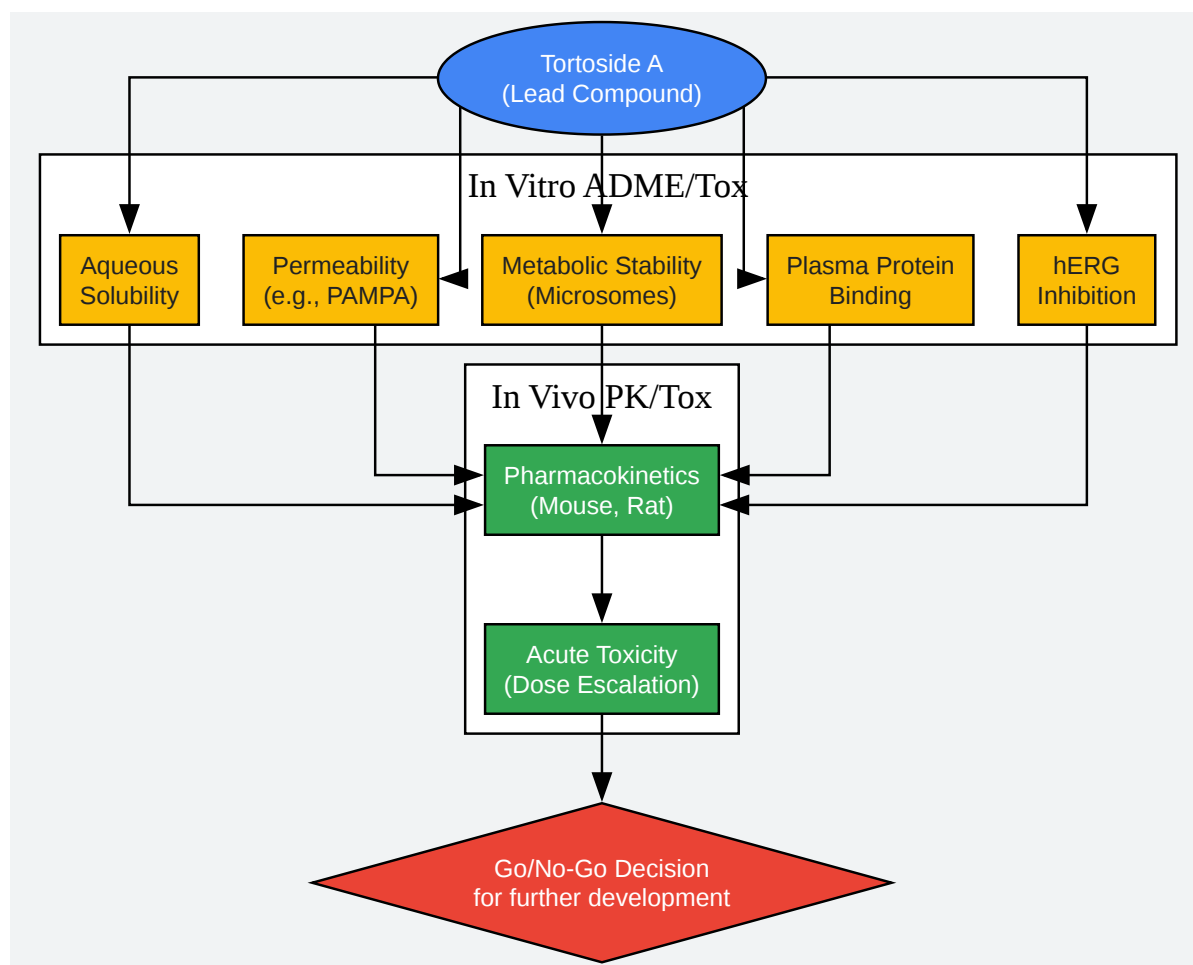 Tortoside A
(Lead Compound)
In Vitro ADME/Tox
Aqueous
Solubility
Permeability
(e.g., PAMPA)
Metabolic Stability
(Microsomes)
Plasma Protein
Binding
hERG
Inhibition
In Vivo PK/Tox
Pharmacokinetics
(Mouse, Rat)
Acute Toxicity
(Dose Escalation)
Go/No-Go Decision
for further development